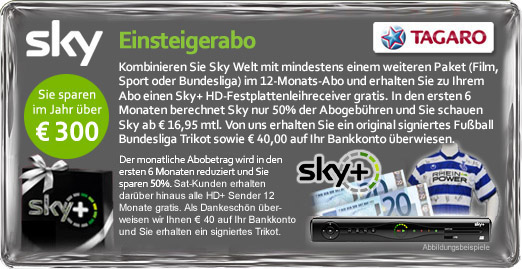 sky Einsteigerabo TAGARO
Kombinieren Sie Sky Welt mit mindestens einem weiteren Paket (Film,
Sport oder Bundesliga) im 12-Monats-Abo und erhalten Sie zu Ihrem
Abo einen Sky+ HD-Festplattenleihreceiver gratis. In den ersten 6
Monaten berechnet Sky nur 50% der Abogebühren und Sie schauen
Sky ab € 16,95 mtl. Von uns erhalten Sie ein original signiertes Fußball
Bundesliga Trikot sowie € 40,00 auf Ihr Bankkonto überwiesen.
Sie sparen
im Jahr über
€ 300
Der monatliche Abobetrag wird in den
ersten 6 Monaten reduziert und Sie
sparen 50%. Sat-Kunden erhalten
darüber hinaus alle HD+ Sender 12
Monate gratis. Als Dankeschön über-
weisen wir Ihnen € 40 auf Ihr Bankkonto
und Sie erhalten ein signiertes Trikot.
sky+
sky+
20
20
RHEIN
POWER
sky+
Abbildungsbeispiele